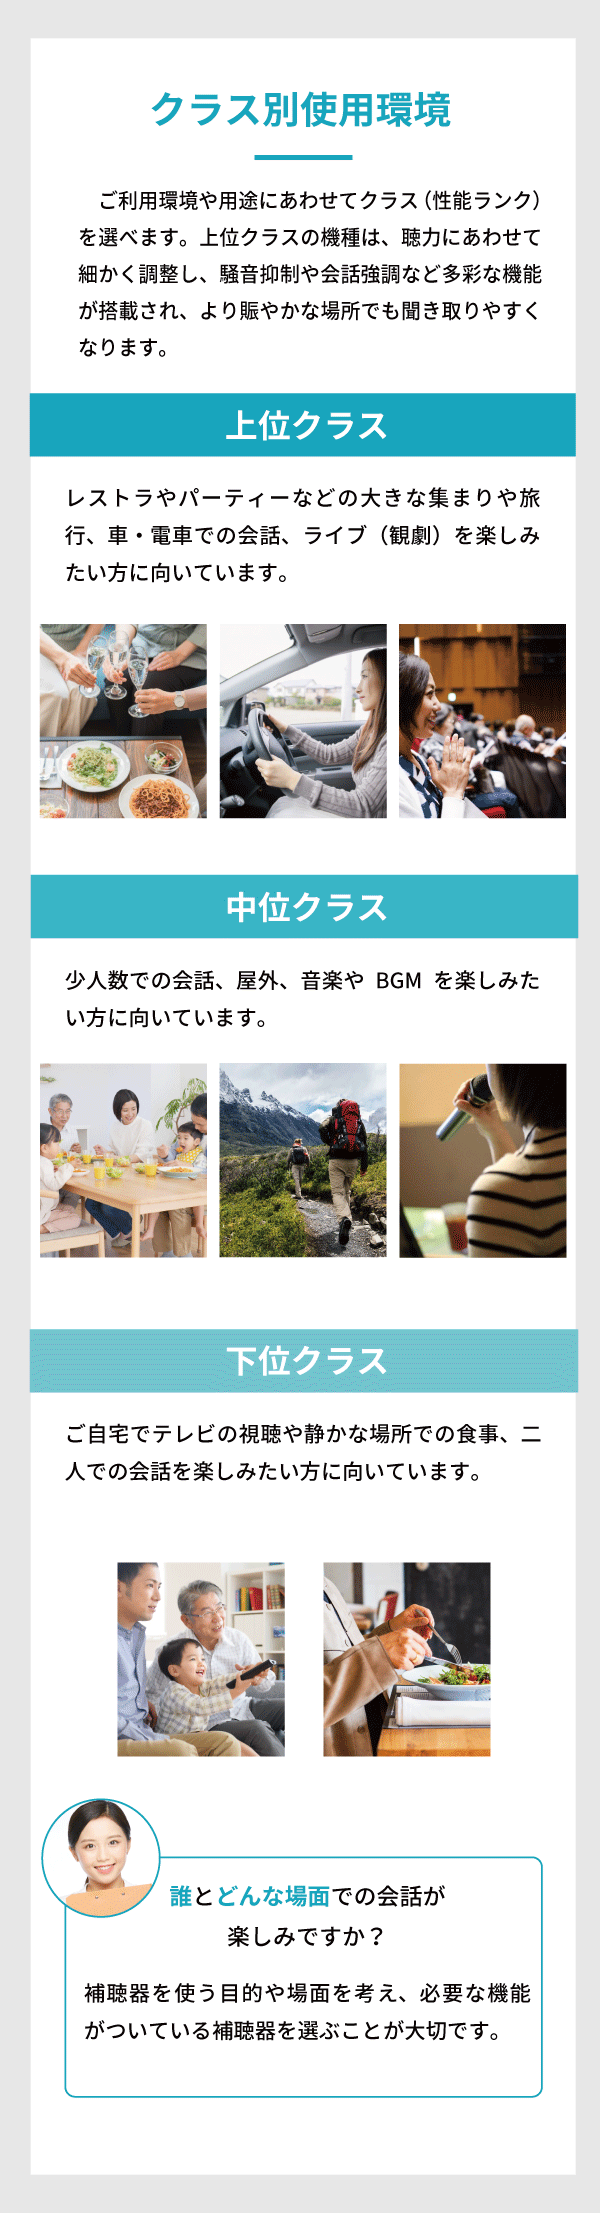 クラス別使用環境
ご利用環境や用途にあわせてクラス（性能ランク）
を選べます。上位クラスの機種は、聴力にあわせて
細かく調整し、騒音抑制や会話強調など多彩な機能
が搭載され、より賑やかな場所でも聞き取りやすく
なります。
上位クラス
レストラやパーティーなどの大きな集まりや旅
行、車・電車での会話、ライブ（観劇）を楽しみ
たい方に向いています。
中位クラス
少人数での会話、屋外、音楽や BGM を楽しみた
い方に向いています。
下位クラス
ご自宅でテレビの視聴や静かな場所での食事、二
人での会話を楽しみたい方に向いています。
誰とどんな場面での会話が
楽しみですか？
補聴器を使う目的や場面を考え、必要な機能
がついている補聴器を選ぶことが大切です。